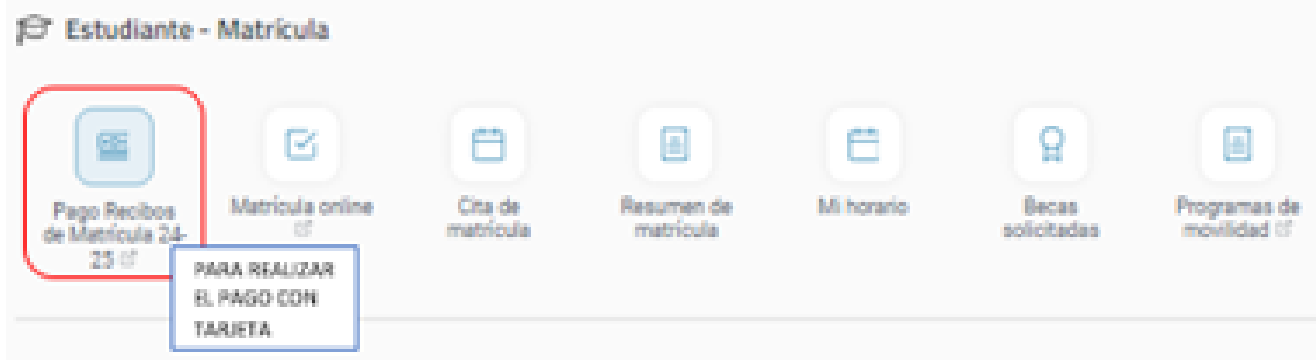 Estudiante - Matrícula
Pago Recibos
de Matrícula 24-
25
Matrícula online
Cita de
matrícula
Resumen de
matrícula
Mi horario
Becas
solicitadas
Programas de
movilidad
PARA REALIZAR
EL PAGO CON
TARJETA